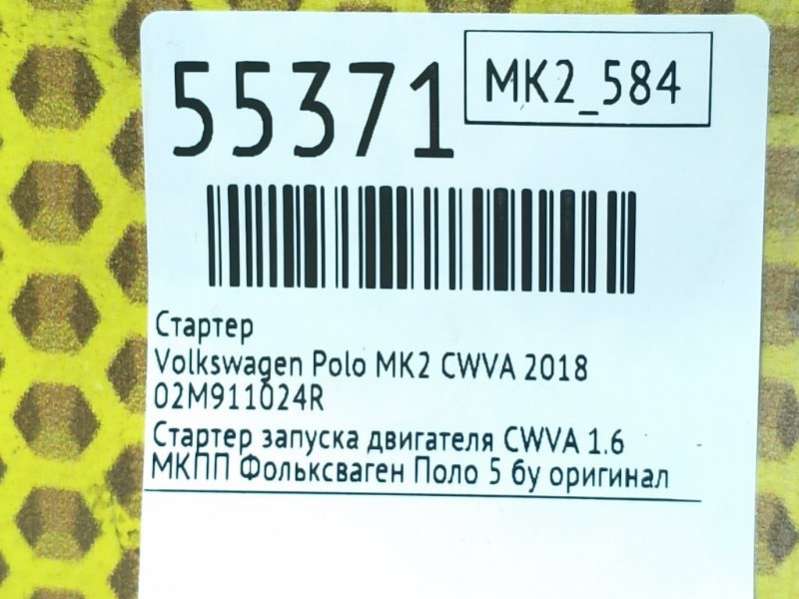 55371
MK2_584
Стартер
Volkswagen Polo MK2 CWVA 2018
02M911024R
Стартер запуска двигателя CWVA 1.6
МКПП Фольксваген Поло 5 бу оригинал